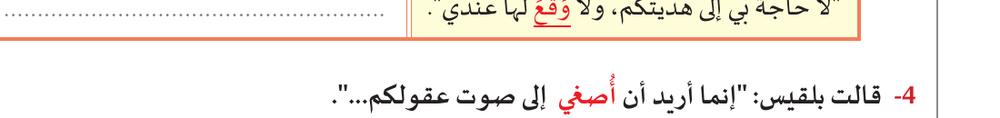 "لا حاجة بي إلى هديتكم، ولا وَقْعَ لها عندي".
4- قالت بلقيس: "إنما أريد أن أُصغي إلى صوت عقولكم...".